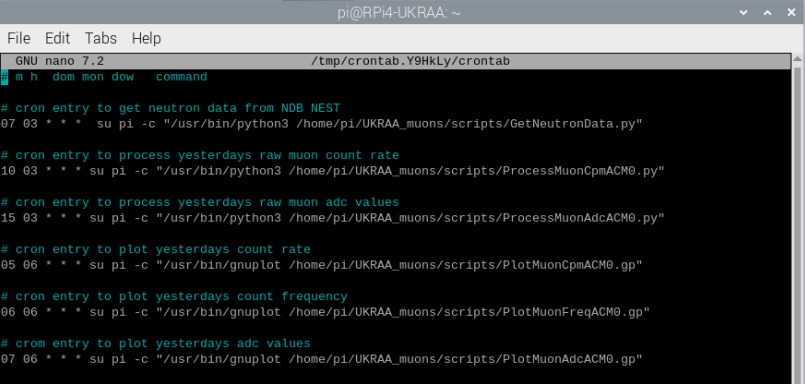 pi@RPi4-UKRAA: ~
File Edit Tabs Help
GNU nano 7.2 /tmp/crontab.Y9HkLy/crontab
# m h  dom mon dow   command
# cron entry to get neutron data from NDB NEST
07 03 * * *  su pi -c "/usr/bin/python3 /home/pi/UKRAA_muons/scripts/GetNeutronData.py"
# cron entry to process yesterdays raw muon count rate
10 03 * * * su pi -c "/usr/bin/python3 /home/pi/UKRAA_muons/scripts/ProcessMuonCpmACM0.py"
# cron entry to process yesterdays raw muon adc values
15 03 * * * su pi -c "/usr/bin/python3 /home/pi/UKRAA_muons/scripts/ProcessMuonAdcACM0.py"
# cron entry to plot yesterdays count rate
05 06 * * * su pi -c "/usr/bin/gnuplot /home/pi/UKRAA_muons/scripts/PlotMuonCpmACM0.gp"
# cron entry to plot yesterdays count frequency
06 06 * * * su pi -c "/usr/bin/gnuplot /home/pi/UKRAA_muons/scripts/PlotMuonFreqACM0.gp"
# crom entry to plot yesterdays adc values
07 06 * * * su pi -c "/usr/bin/gnuplot /home/pi/UKRAA_muons/scripts/PlotMuonAdcACM0.gp"